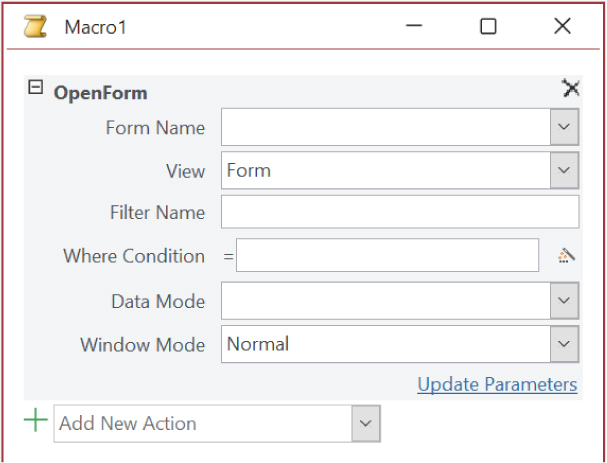 Macro1
OpenForm
Form Name
View Form
Filter Name
Where Condition =
Data Mode
Window Mode Normal
Update Parameters
Add New Action